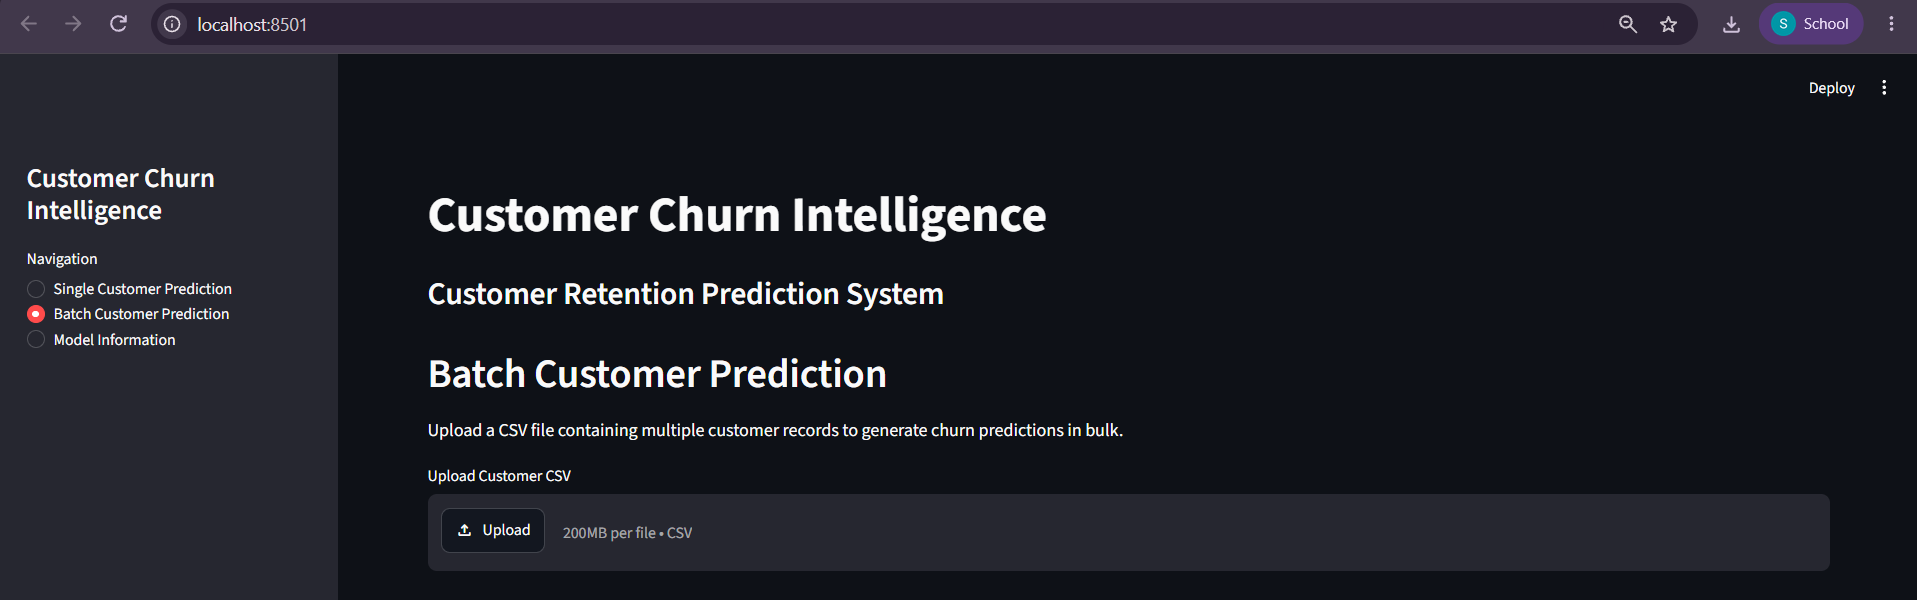 localhost:8501
S School
Deploy
Customer Churn
Intelligence
Navigation
Single Customer Prediction
Batch Customer Prediction
Model Information
Customer Churn Intelligence
Customer Retention Prediction System
Batch Customer Prediction
Upload a CSV file containing multiple customer records to generate churn predictions in bulk.
Upload Customer CSV
Upload 200MB per file • CSV